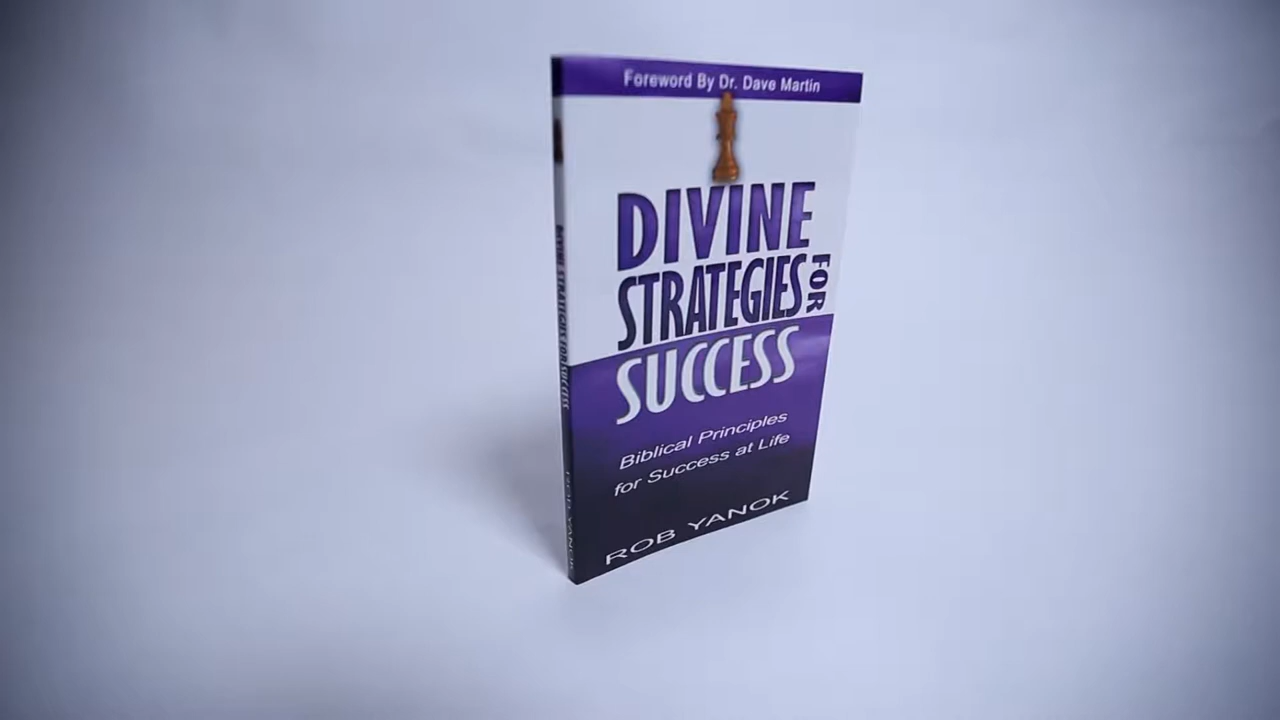 Foreword By Dr. Dave Martin
DIVINE
STRATEGIES
FOR
SUCCESS
Biblical Principles
for Success at Life
ROB YANOK
DIVINE STRATEGIES FOR SUCCESS
ROB YANOK